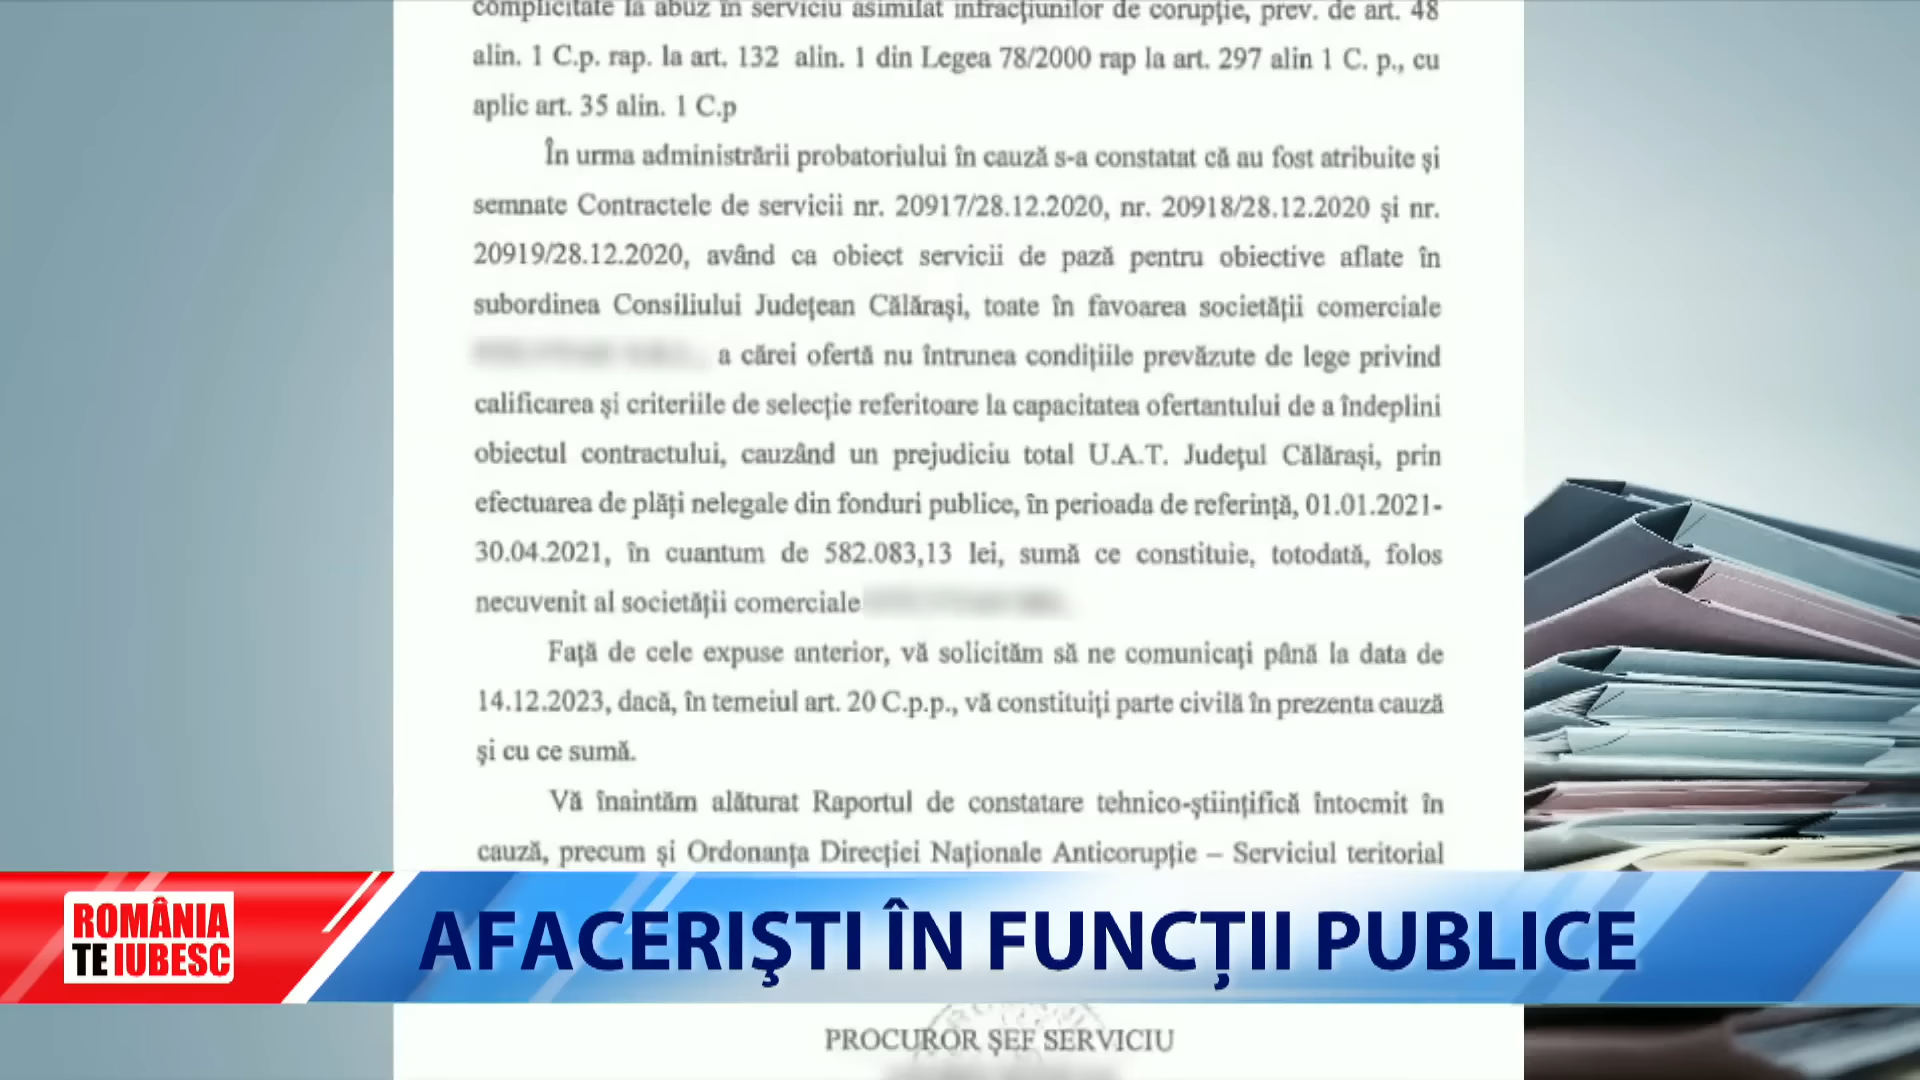 complicitate la abuz în serviciu asimilat infracțiunilor de corupție, prev. de art. 48
alin. 1 C.p. rap. la art. 132 alin. 1 din Legea 78/2000 rap la art. 297 alin 1 C. p., cu
aplic art. 35 alin. 1 C.p
În urma administrării probatoriului în cauză s-a constatat că au fost atribuite și
semnate Contractele de servicii nr. 20917/28.12.2020, nr. 20918/28.12.2020 și nr.
20919/28.12.2020, având ca obiect servicii de pază pentru obiective aflate în
subordinea Consiliului Județean Călărași, toate în favoarea societății comerciale
a cărei ofertă nu întrunea condițiile prevăzute de lege privind
calificarea și criteriile de selecție referitoare la capacitatea ofertantului de a îndeplini
obiectul contractului, cauzând un prejudiciu total U.A.T. Județul Călărași, prin
efectuarea de plăți nelegale din fonduri publice, în perioada de referință, 01.01.2021-
30.04.2021, în cuantum de 582.083,13 lei, sumă ce constituie, totodată, folos
necuvenit al societății comerciale
Față de cele expuse anterior, vă solicităm să ne comunicați până la data de
14.12.2023, dacă, în temeiul art. 20 C.p.p., vă constituiți parte civilă în prezenta cauză
și cu ce sumă.
Vă înaintăm alăturat Raportul de constatare tehnico-științifică întocmit în
cauză, precum și Ordonanța Direcției Naționale Anticorupție – Serviciul teritorial
ROMÂNIA
TE IUBESC
AFACERIŞTI ÎN FUNCȚII PUBLICE
PROCUROR ȘEF SERVICIU